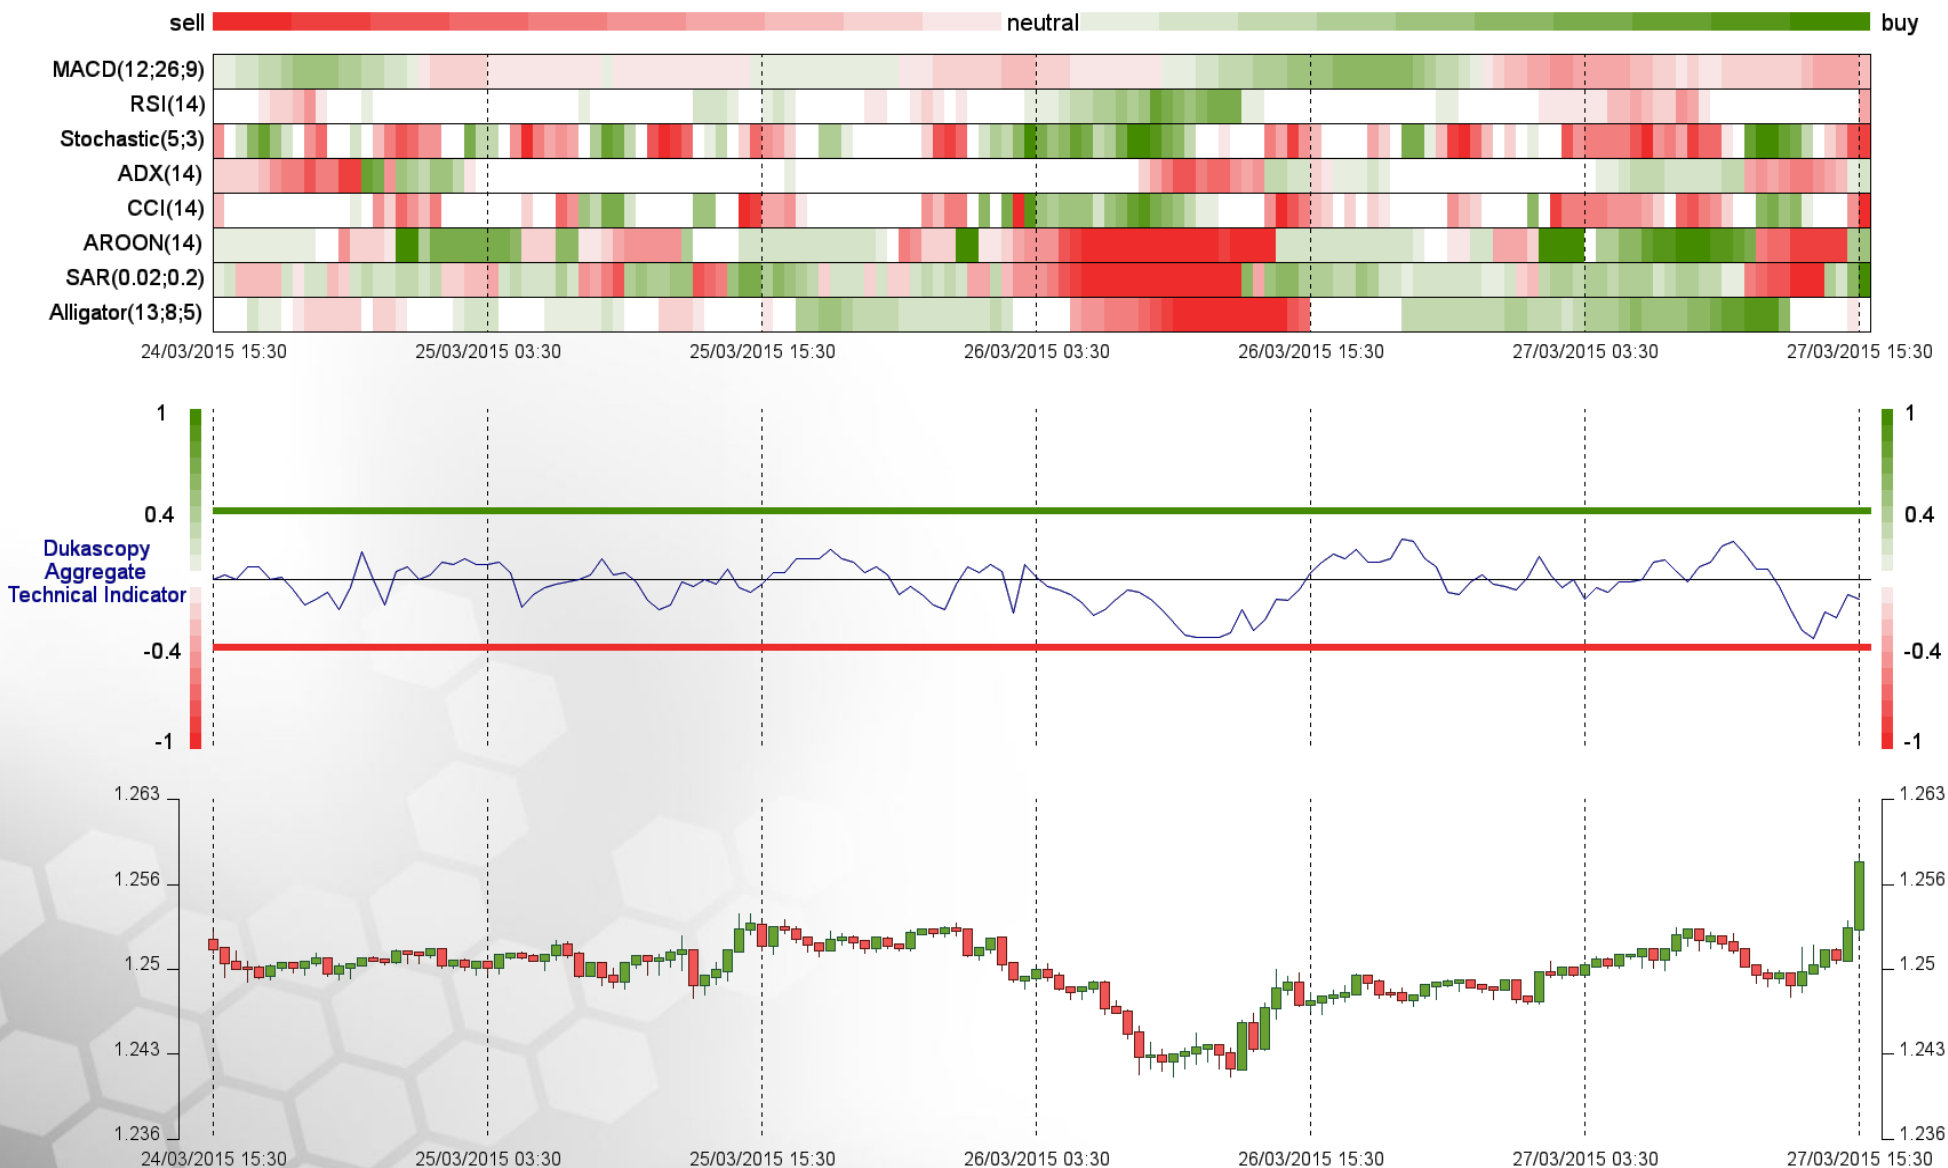 sell neutral buy
MACD(12;26;9)
RSI(14)
Stochastic(5;3)
ADX(14)
CCI(14)
AROON(14)
SAR(0.02;0.2)
Alligator(13;8;5)
24/03/2015 15:30 25/03/2015 03:30 25/03/2015 15:30 26/03/2015 03:30 26/03/2015 15:30 27/03/2015 03:30 27/03/2015 15:30
1 1
0.4 0.4
Dukascopy
Aggregate
Technical Indicator
-0.4 -0.4
-1 -1
1.263 1.263
1.256 1.256
1.25 1.25
1.243 1.243
1.236 1.236
24/03/2015 15:30 25/03/2015 03:30 25/03/2015 15:30 26/03/2015 03:30 26/03/2015 15:30 27/03/2015 03:30 27/03/2015 15:30